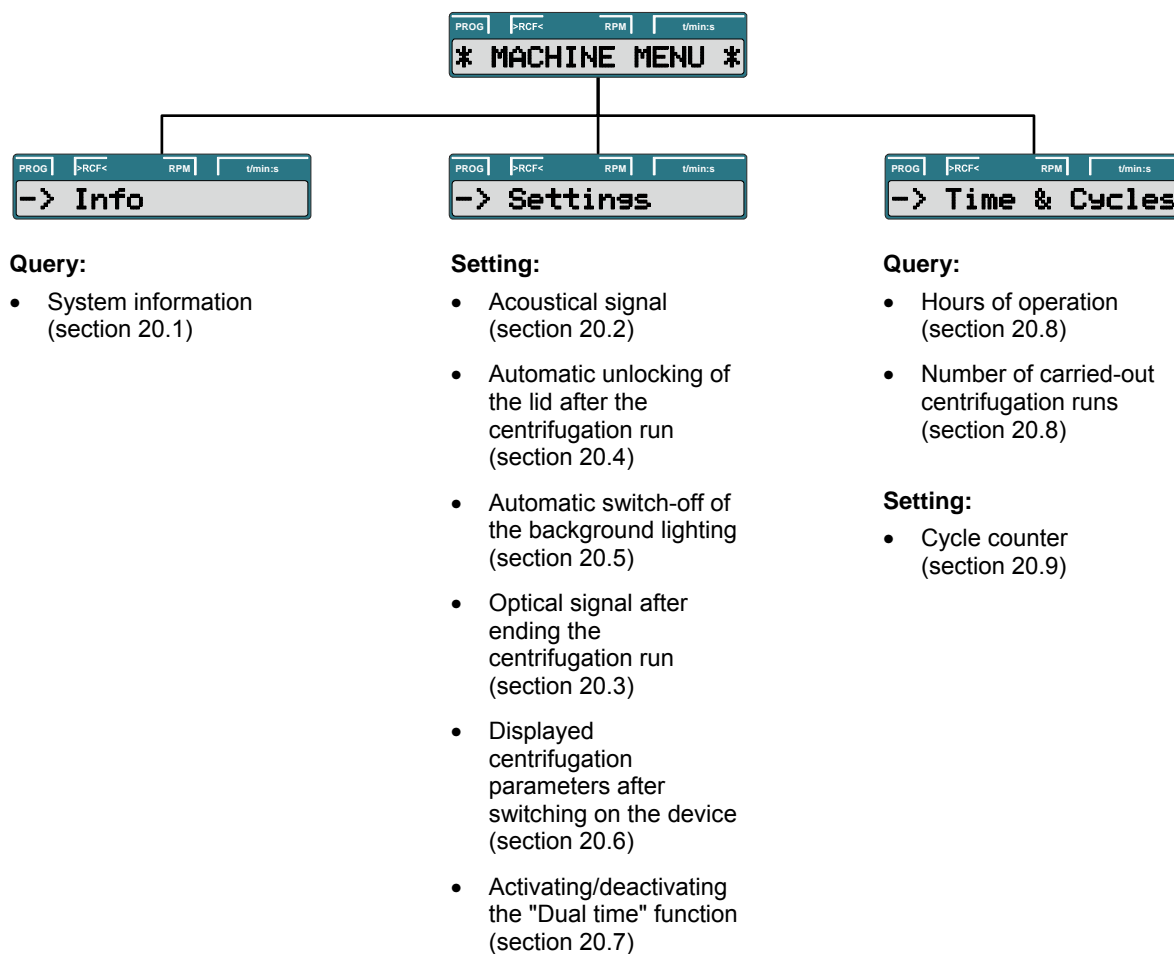 PROG >RCF< RPM t/min:s
* MACHINE MENU *
PROG >RCF< RPM t/min:s
-> Info
Query:
• System information
(section 20.1)
PROG >RCF< RPM t/min:s
-> Settings
Setting:
• Acoustical signal
(section 20.2)
• Automatic unlocking of
the lid after the
centrifugation run
(section 20.4)
• Automatic switch-off of
the background lighting
(section 20.5)
• Optical signal after
ending the
centrifugation run
(section 20.3)
• Displayed
centrifugation
parameters after
switching on the device
(section 20.6)
• Activating/deactivating
the "Dual time" function
(section 20.7)
PROG >RCF< RPM t/min:s
-> Time & Cycles
Query:
• Hours of operation
(section 20.8)
• Number of carried-out
centrifugation runs
(section 20.8)
Setting:
• Cycle counter
(section 20.9)